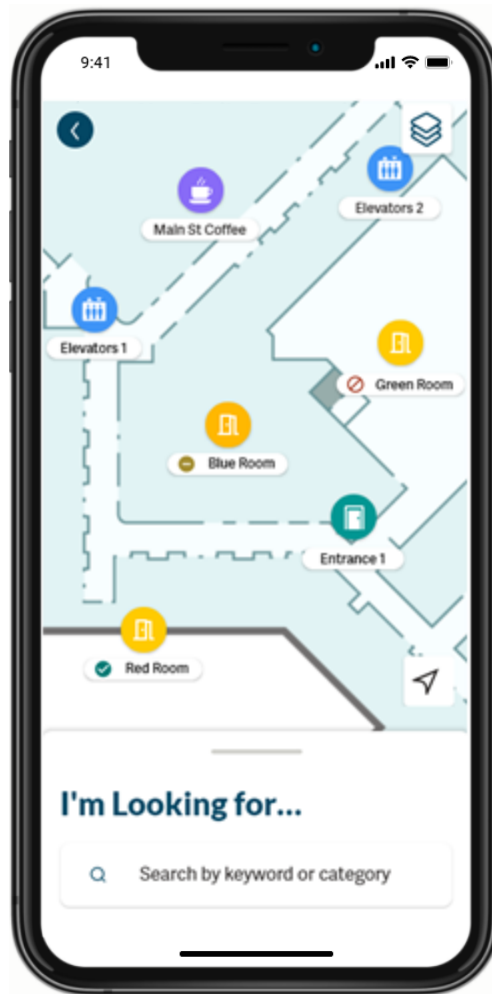 9:41
Main St Coffee
Elevators 2
Elevators 1
Green Room
Blue Room
Entrance 1
Red Room
I'm Looking for...
Search by keyword or category